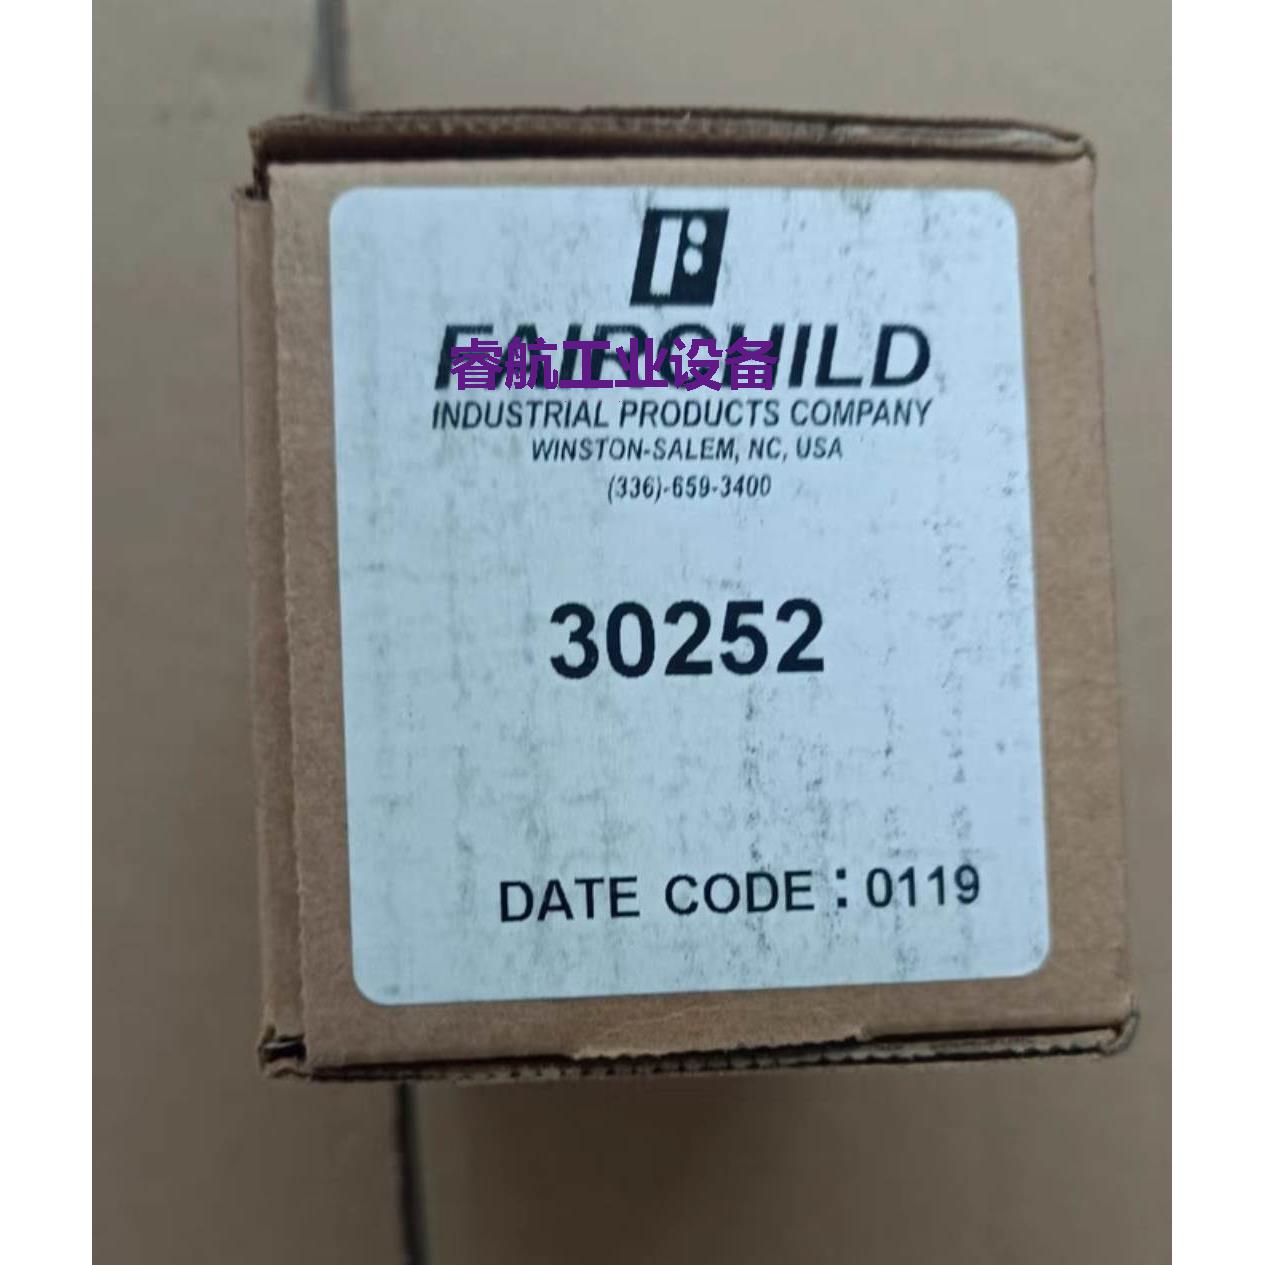 FAIRCHILD
睿航工业设备
INDUSTRIAL PRODUCTS COMPANY
WINSTON-SALEM, NC, USA
(336)-659-3400
30252
DATE CODE : 0119